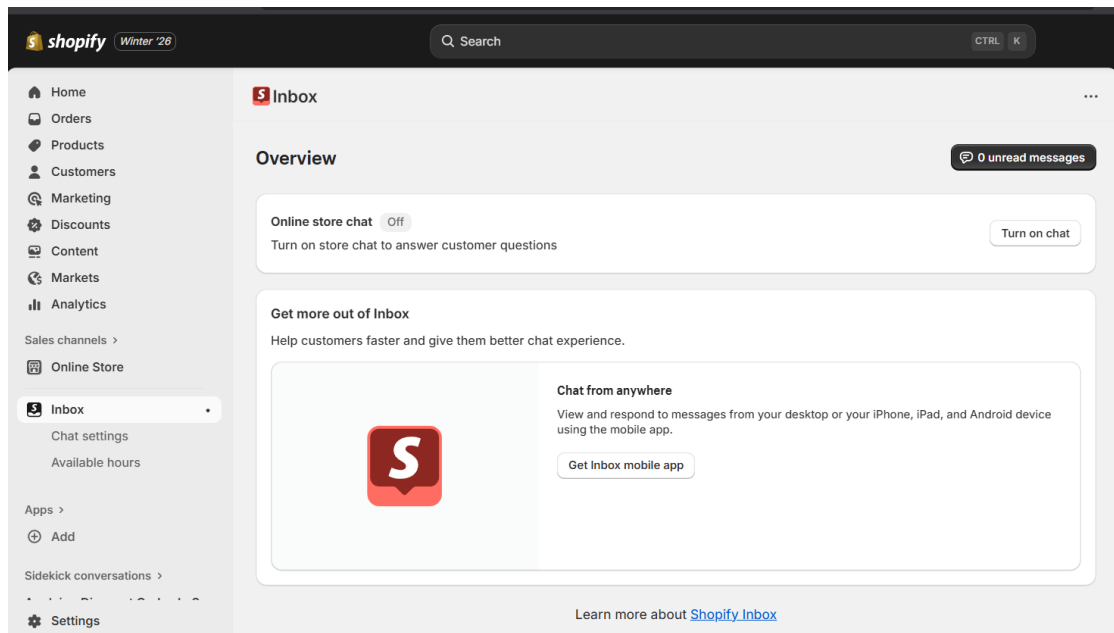 shopify
Winter '26
Search
CTRL K
Home
Orders
Products
Customers
Marketing
Discounts
Content
Markets
Analytics
Sales channels >
Online Store
Inbox
Chat settings
Available hours
Apps >
Add
Sidekick conversations >
Settings
Inbox
Overview
0 unread messages
Online store chat Off
Turn on store chat to answer customer questions
Turn on chat
Get more out of Inbox
Help customers faster and give them better chat experience.
Chat from anywhere
View and respond to messages from your desktop or your iPhone, iPad, and Android device
using the mobile app.
Get Inbox mobile app
Learn more about Shopify Inbox